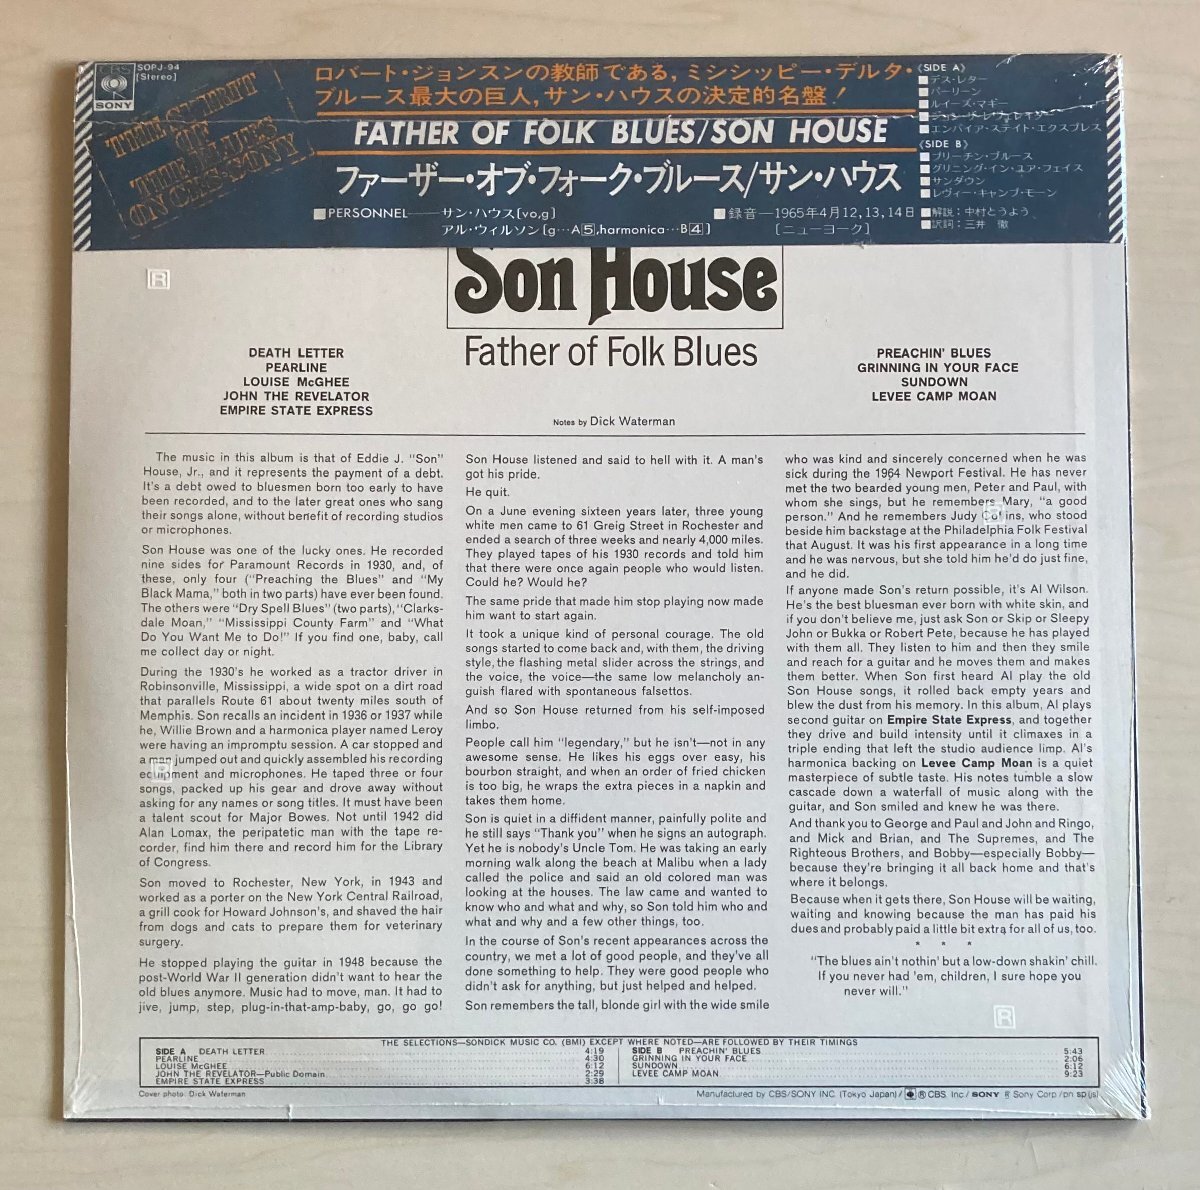 CBS
SONY
SOPJ-94
[Stereo]
THE SPIRIT
OF
THE BLUES
ON CBS-SONY
ロバート・ジョンスンの教師である,ミシシッピー・デルタ・
ブルース最大の巨人,サン・ハウスの決定的名盤!
FATHER OF FOLK BLUES/SON HOUSE
ファーザー・オブ・フォーク・ブルース/サン・ハウス
■PERSONNEL——サン・ハウス[vo,g]
アル・ウィルソン[g…A5,harmonica…B4]
■録音—1965年4月12,13,14日
[ニューヨーク]
《SIDE A》
■デス・レター
■パーリーン
■ルイーズ・マギー
■ジョン・ザ・レヴェレイター
■エンパイア・ステイト・エクスプレス
《SIDE B》
■プリーチン・ブルース
■グリニング・イン・ユア・フェイス
■サンダウン
■レヴィー・キャンプ・モーン
■解説:中村とうよう
■訳詞:三井 徹
R
Son House
Father of Folk Blues
DEATH LETTER
PEARLINE
LOUISE McGHEE
JOHN THE REVELATOR
EMPIRE STATE EXPRESS
PREACHIN' BLUES
GRINNING IN YOUR FACE
SUNDOWN
LEVEE CAMP MOAN
Notes by Dick Waterman
The music in this album is that of Eddie J. "Son"
House, Jr., and it represents the payment of a debt.
It's a debt owed to bluesmen born too early to have
been recorded, and to the later great ones who sang
their songs alone, without benefit of recording studios
or microphones.
Son House was one of the lucky ones. He recorded
nine sides for Paramount Records in 1930, and, of
these, only four ("Preaching the Blues" and "My
Black Mama," both in two parts) have ever been found.
The others were "Dry Spell Blues" (two parts), "Clarks-
dale Moan," "Mississippi County Farm" and "What
Do You Want Me to Do!" If you find one, baby, call
me collect day or night.
During the 1930's he worked as a tractor driver in
Robinsonville, Mississippi, a wide spot on a dirt road
that parallels Route 61 about twenty miles south of
Memphis. Son recalls an incident in 1936 or 1937 while
he, Willie Brown and a harmonica player named Leroy
were having an impromptu session. A car stopped and
a man jumped out and quickly assembled his recording
equipment and microphones. He taped three or four
songs, packed up his gear and drove away without
asking for any names or song titles. It must have been
a talent scout for Major Bowes. Not until 1942 did
Alan Lomax, the peripatetic man with the tape re-
corder, find him there and record him for the Library
of Congress.
Son moved to Rochester, New York, in 1943 and
worked as a porter on the New York Central Railroad,
a grill cook for Howard Johnson's, and shaved the hair
from dogs and cats to prepare them for veterinary
surgery.
He stopped playing the guitar in 1948 because the
post-World War II generation didn't want to hear the
old blues anymore. Music had to move, man. It had to
jive, jump, step, plug-in-that-amp-baby, go, go go!
R
Son House listened and said to hell with it. A man's
got his pride.
He quit.
On a June evening sixteen years later, three young
white men came to 61 Greig Street in Rochester and
ended a search of three weeks and nearly 4,000 miles.
They played tapes of his 1930 records and told him
that there were once again people who would listen.
Could he? Would he?
The same pride that made him stop playing now made
him want to start again.
It took a unique kind of personal courage. The old
songs started to come back and, with them, the driving
style, the flashing metal slider across the strings, and
the voice, the voice—the same low melancholy an-
guish flared with spontaneous falsettos.
And so Son House returned from his self-imposed
limbo.
People call him "legendary," but he isn't—not in any
awesome sense. He likes his eggs over easy, his
bourbon straight, and when an order of fried chicken
is too big, he wraps the extra pieces in a napkin and
takes them home.
Son is quiet in a diffident manner, painfully polite and
he still says "Thank you" when he signs an autograph.
Yet he is nobody's Uncle Tom. He was taking an early
morning walk along the beach at Malibu when a lady
called the police and said an old colored man was
looking at the houses. The law came and wanted to
know who and what and why, so Son told him who and
what and why and a few other things, too.
In the course of Son's recent appearances across the
country, we met a lot of good people, and they've all
done something to help. They were good people who
didn't ask for anything, but just helped and helped.
Son remembers the tall, blonde girl with the wide smile
who was kind and sincerely concerned when he was
sick during the 1964 Newport Festival. He has never
met the two bearded young men, Peter and Paul, with
whom she sings, but he remembers Mary, "a good
person." And he remembers Judy Collins, who stood
beside him backstage at the Philadelphia Folk Festival
that August. It was his first appearance in a long time
and he was nervous, but she told him he'd do just fine,
and he did.
If anyone made Son's return possible, it's Al Wilson.
He's the best bluesman ever born with white skin, and
if you don't believe me, just ask Son or Skip or Sleepy
John or Bukka or Robert Pete, because he has played
with them all. They listen to him and then they smile
and reach for a guitar and he moves them and makes
them better. When Son first heard Al play the old
Son House songs, it rolled back empty years and
blew the dust from his memory. In this album, Al plays
second guitar on Empire State Express, and together
they drive and build intensity until it climaxes in a
triple ending that left the studio audience limp. Al's
harmonica backing on Levee Camp Moan is a quiet
masterpiece of subtle taste. His notes tumble a slow
cascade down a waterfall of music along with the
guitar, and Son smiled and knew he was there.
And thank you to George and Paul and John and Ringo,
and Mick and Brian, and The Supremes, and The
Righteous Brothers, and Bobby—especially Bobby—
because they're bringing it all back home and that's
where it belongs.
Because when it gets there, Son House will be waiting,
waiting and knowing because the man has paid his
dues and probably paid a little bit extra for all of us, too.
* * *
"The blues ain't nothin' but a low-down shakin' chill.
If you never had 'em, children, I sure hope you
never will."
R
THE SELECTIONS—SONDICK MUSIC CO. (BMI) EXCEPT WHERE NOTED—ARE FOLLOWED BY THEIR TIMINGS
SIDE A DEATH LETTER 4:19
PEARLINE 4:30
LOUISE McGHEE 6:12
JOHN THE REVELATOR—Public Domain 2:29
EMPIRE STATE EXPRESS 3:38
SIDE B PREACHIN' BLUES 5:43
GRINNING IN YOUR FACE 2:06
SUNDOWN 6:12
LEVEE CAMP MOAN 9:23
Cover photo: Dick Waterman
Manufactured by CBS/SONY INC. (Tokyo Japan) / ® CBS. Inc / SONY ® Sony Corp /pn sp(js)